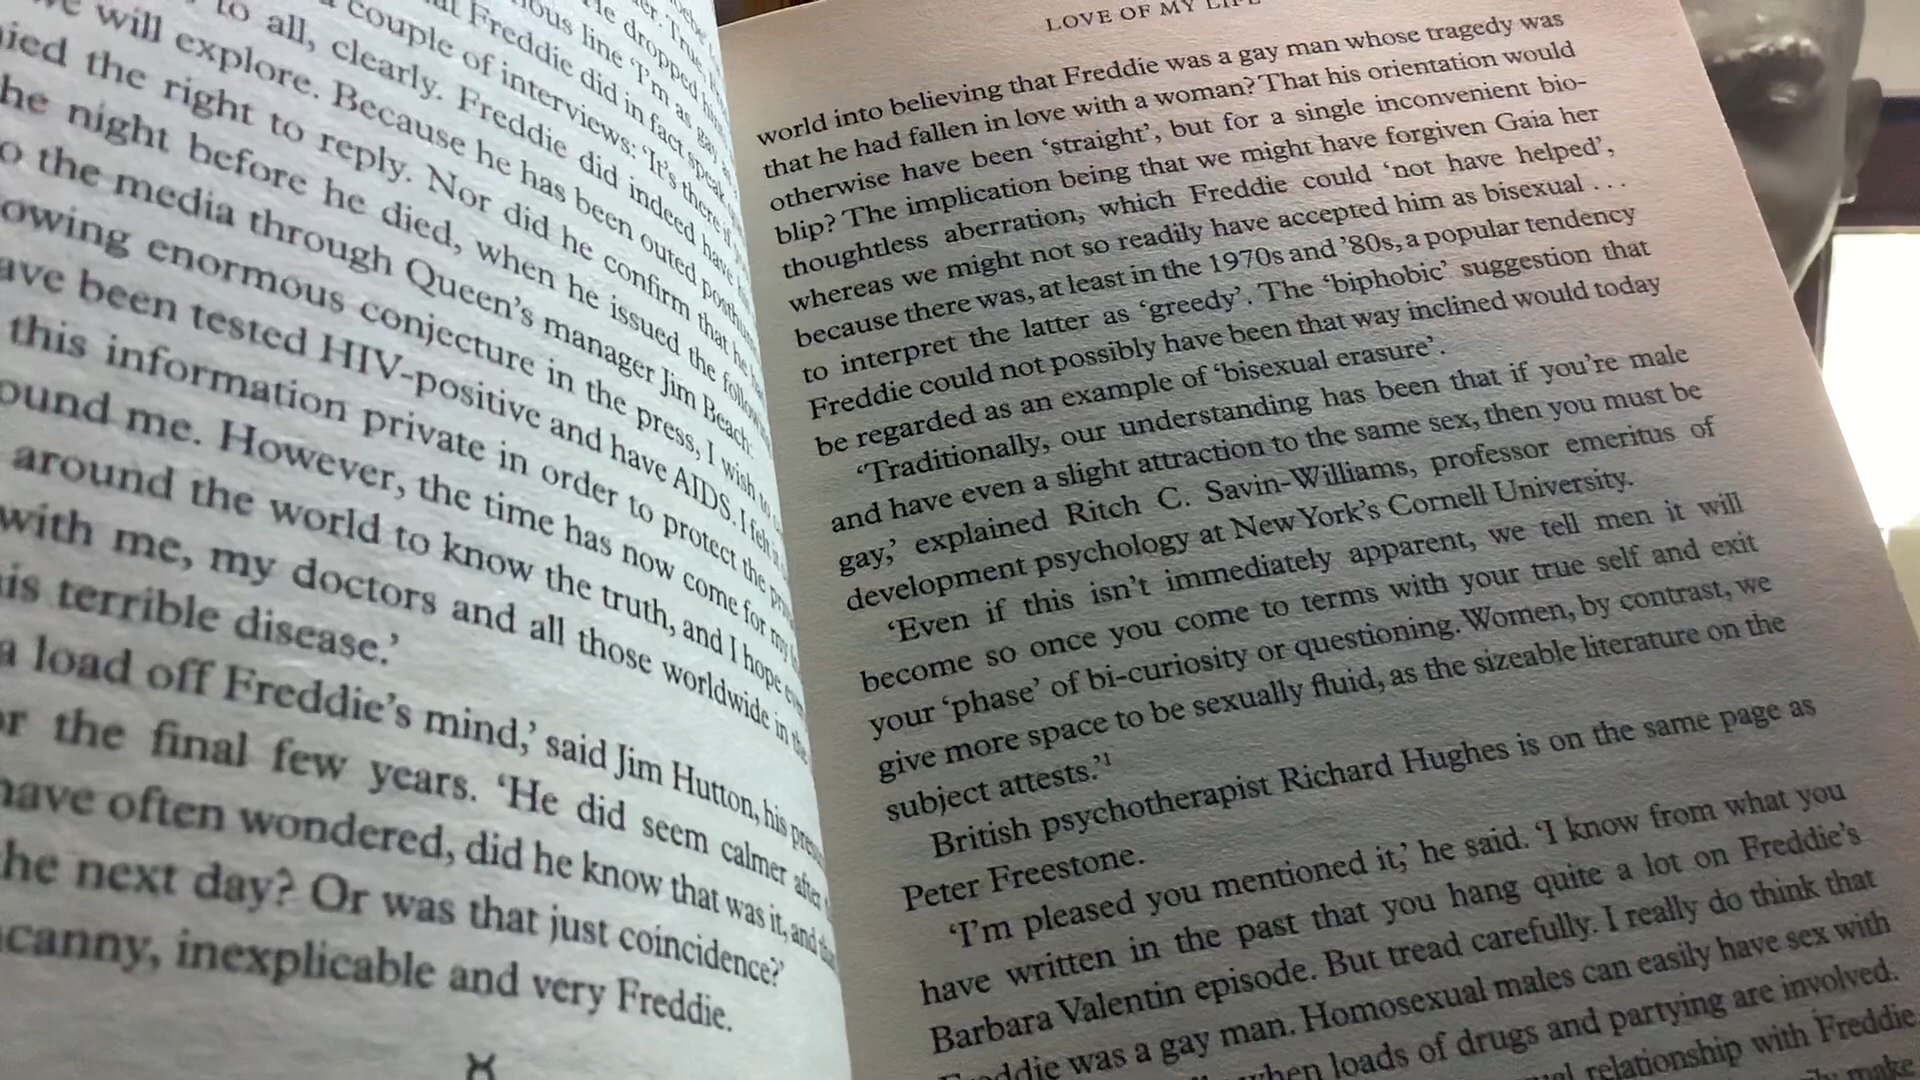 to all, clearly. Freddie did indeed have
we will explore. Because he has been outed
the right to reply. Nor did he confirm that he
he night before he died, when he issued the
o the media through Queen's manager Jim Beach:
enormous conjecture in the press, I wish to
been tested HIV-positive and have AIDS. I felt it
this information private in order to protect the
me. However, the time has now come for my
around the world to know the truth, and I hope
with me, my doctors and all those worldwide in the
terrible disease.'
a load off Freddie's mind,' said Jim Hutton, his
the final few years. 'He did seem calmer after
have often wondered, did he know that was it, and
he next day? Or was that just coincidence?'
inexplicable and very Freddie.
LOVE OF MY LIFE
world into believing that Freddie was a gay man whose tragedy was
that he had fallen in love with a woman? That his orientation would
otherwise have been 'straight', but for a single inconvenient bio-
blip? The implication being that we might have forgiven Gaia her
thoughtless aberration, which Freddie could 'not have helped',
whereas we might not so readily have accepted him as bisexual ...
because there was, at least in the 1970s and '80s, a popular tendency
to interpret the latter as 'greedy'. The 'biphobic' suggestion that
Freddie could not possibly have been that way inclined would today
be regarded as an example of 'bisexual erasure'.
'Traditionally, our understanding has been that if you're male
and have even a slight attraction to the same sex, then you must be
gay,' explained Ritch C. Savin-Williams, professor emeritus of
development psychology at New York's Cornell University.
'Even if this isn't immediately apparent, we tell men it will
become so once you come to terms with your true self and exit
your 'phase' of bi-curiosity or questioning. Women, by contrast, we
give more space to be sexually fluid, as the sizeable literature on the
subject attests.'1
British psychotherapist Richard Hughes is on the same page as
Peter Freestone.
'I'm pleased you mentioned it,' he said. 'I know from what you
have written in the past that you hang quite a lot on Freddie's
Barbara Valentin episode. But tread carefully. I really do think that
Freddie was a gay man. Homosexual males can easily have sex with
when loads of drugs and partying are involved.
relationship with Freddie
make